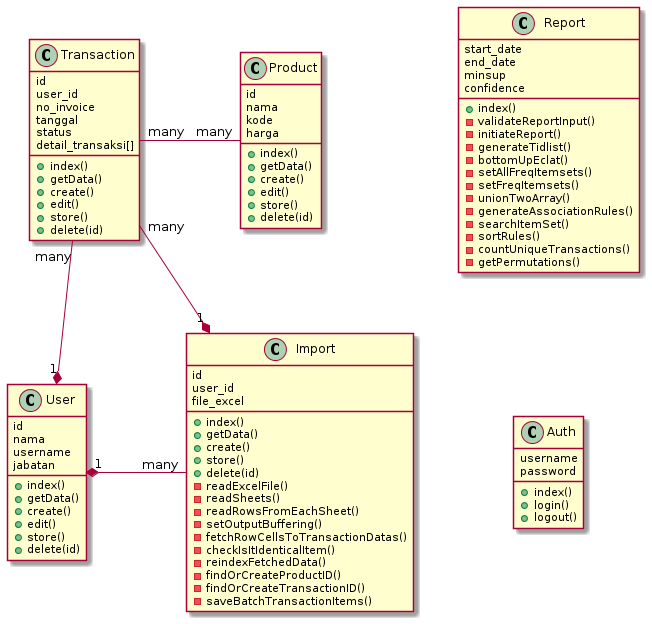 C Transaction
id
user_id
no_invoice
tanggal
status
detail_transaksi[]
index()
getData()
create()
edit()
store()
delete(id)
many many
C Product
id
nama
kode
harga
index()
getData()
create()
edit()
store()
delete(id)
C Report
start_date
end_date
minsup
confidence
index()
validateReportInput()
initiateReport()
generateTidlist()
bottomUpEclat()
setAllFreqItemsets()
setFreqItemsets()
unionTwoArray()
generateAssociationRules()
searchItemSet()
sortRules()
countUniqueTransactions()
getPermutations()
many
many
1
1
C User
id
nama
username
jabatan
index()
getData()
create()
edit()
store()
delete(id)
1 many
C Import
id
user_id
file_excel
index()
getData()
create()
store()
delete(id)
readExcelFile()
readSheets()
readRowsFromEachSheet()
setOutputBuffering()
fetchRowCellsToTransactionDatas()
checkIsItIdenticalItem()
reindexFetchedData()
findOrCreateProductID()
findOrCreateTransactionID()
saveBatchTransactionItems()
C Auth
username
password
index()
login()
logout()